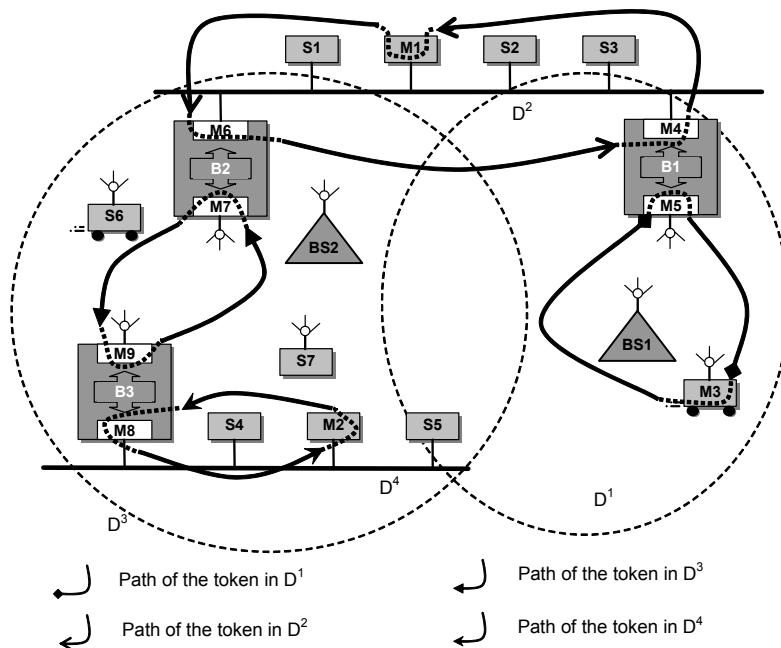 S1
M1
S2
S3
D²
M6
M4
B2
B1
M7
M5
S6
BS2
BS1
M9
S7
M3
B3
M8
S4
M2
S5
D⁴
D³
D¹
Path of the token in D¹
Path of the token in D³
Path of the token in D²
Path of the token in D⁴